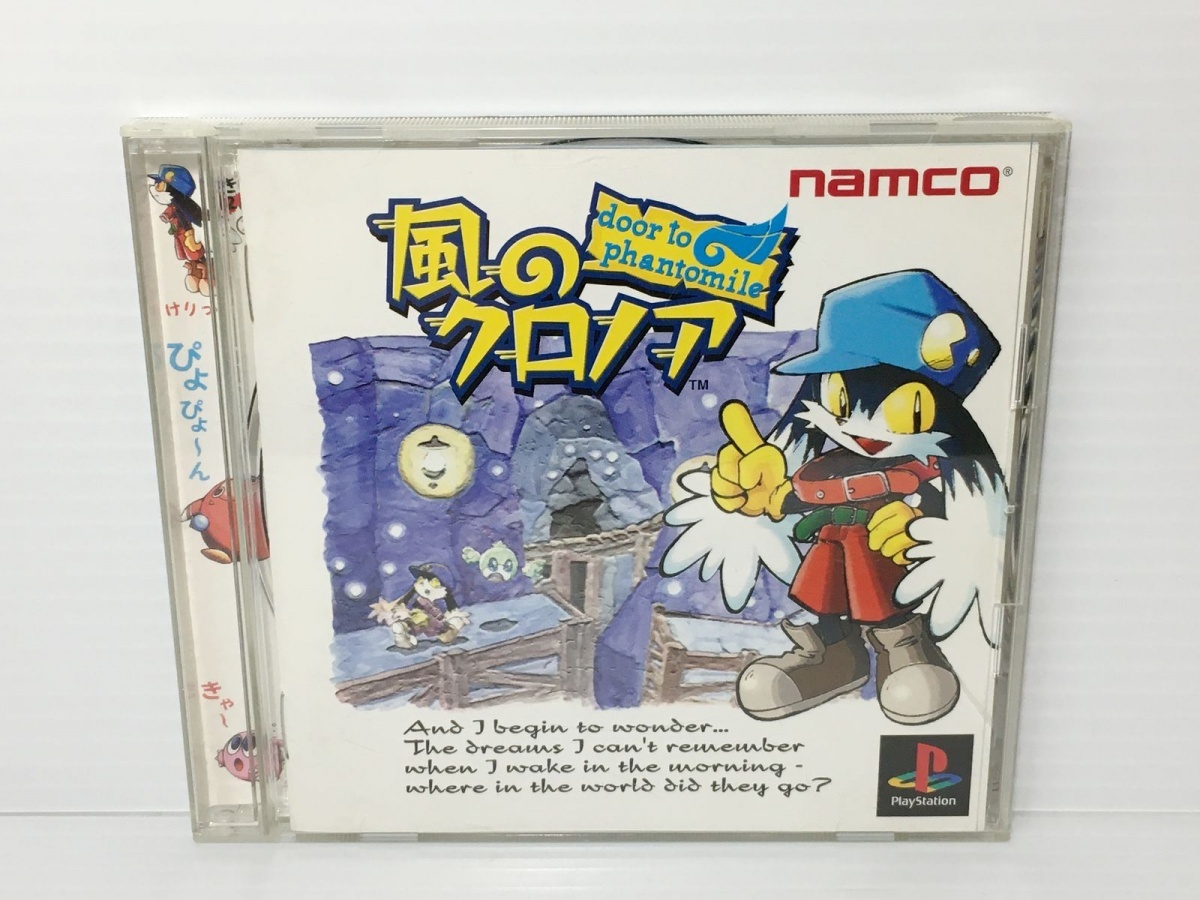 namco®
風の
クロノア
TM
door to
phantomile
And I begin to wonder...
The dreams I can't remember
when I wake in the morning -
where in the world did they go?
PlayStation
けりっ
ぴょ
ぴょ～ん
きゃ～